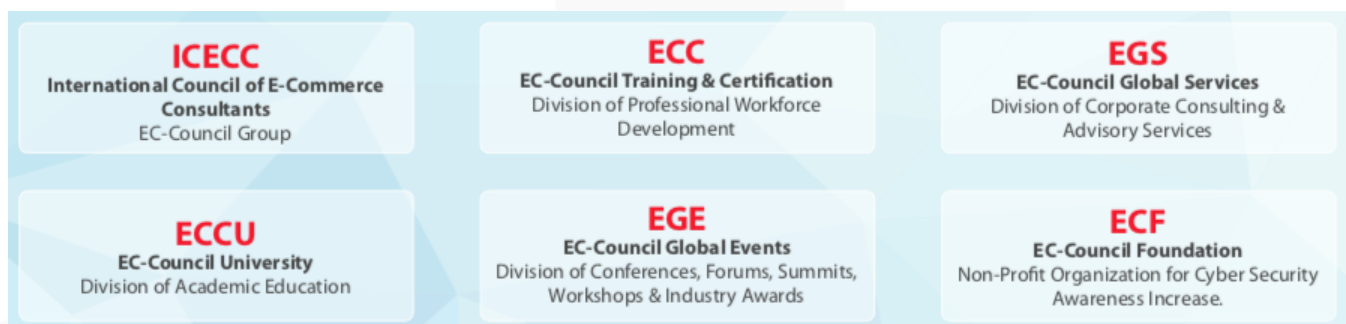 ICECC
International Council of E-Commerce
Consultants
EC-Council Group
ECC
EC-Council Training & Certification
Division of Professional Workforce
Development
EGS
EC-Council Global Services
Division of Corporate Consulting &
Advisory Services
ECCU
EC-Council University
Division of Academic Education
EGE
EC-Council Global Events
Division of Conferences, Forums, Summits,
Workshops & Industry Awards
ECF
EC-Council Foundation
Non-Profit Organization for Cyber Security
Awareness Increase.